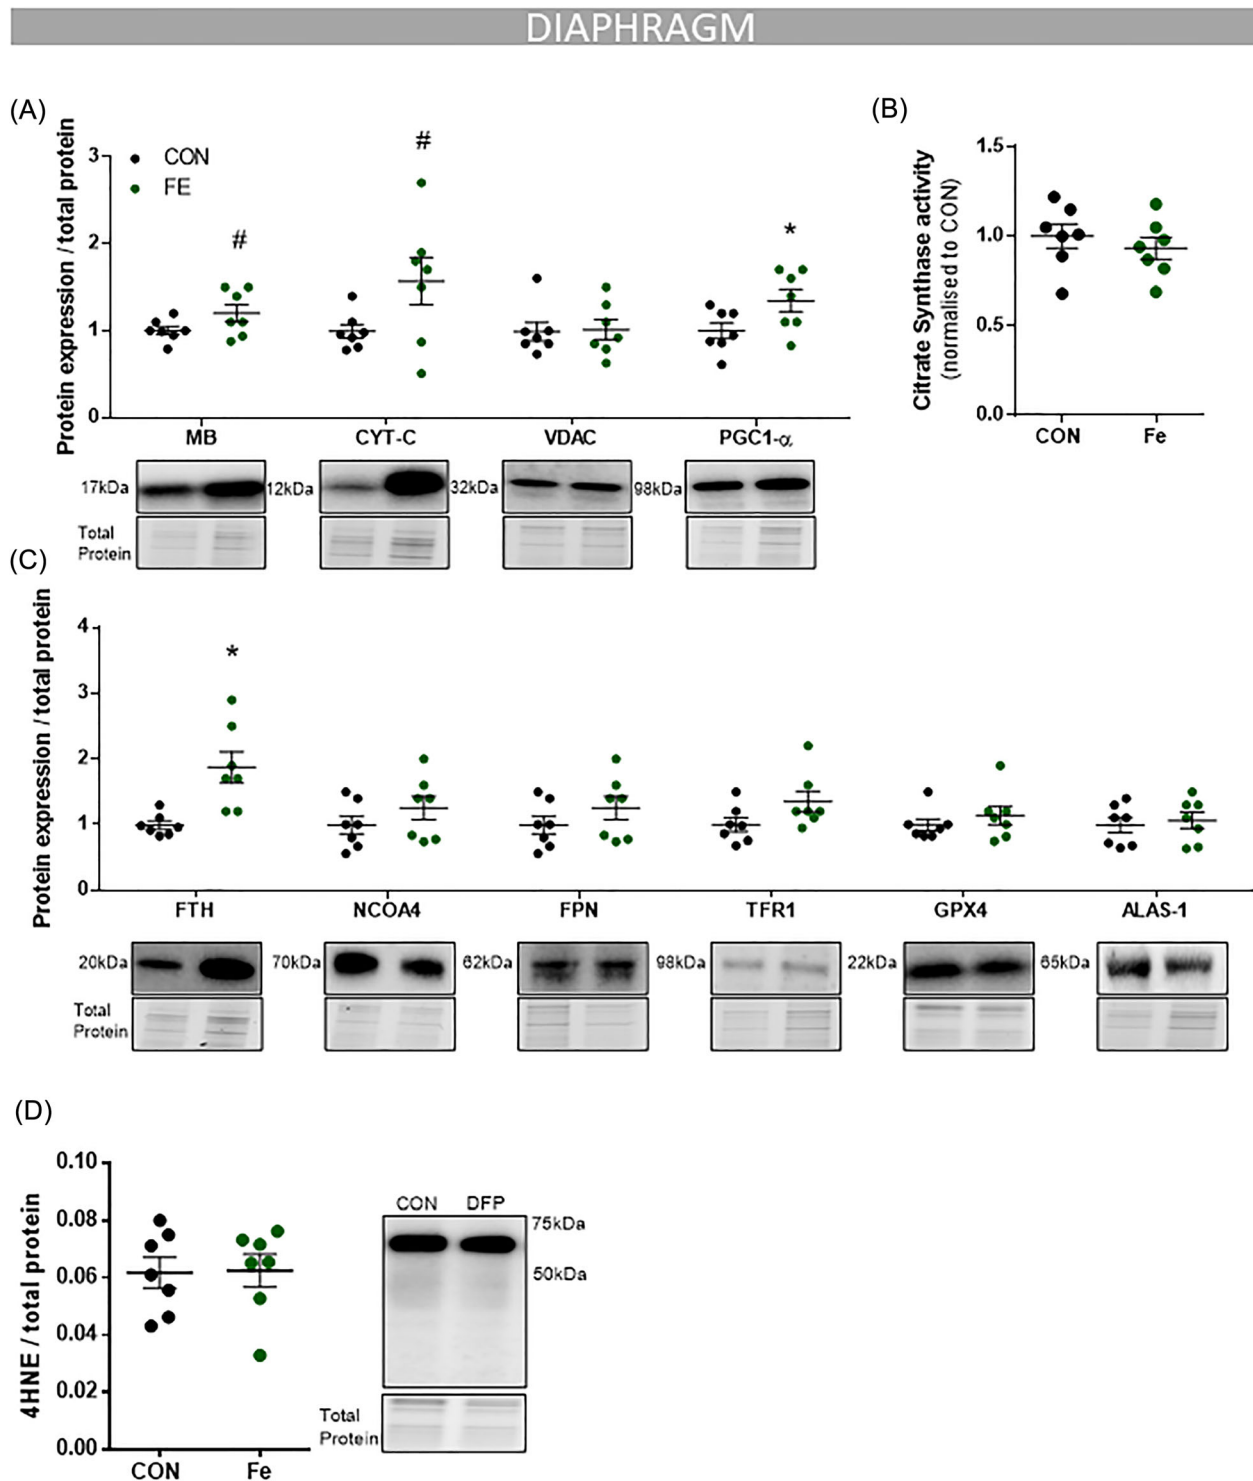 DIAPHRAGM
(A)
Protein expression / total protein
3
2
1
0
CON
FE
#
#
*
MB
CYT-C
VDAC
PGC1-α
17kDa
12kDa
32kDa
98kDa
Total
Protein
(B)
Citrate Synthase activity
(normalised to CON)
1.5
1.0
0.5
0.0
CON
Fe
(C)
Protein expression / total protein
4
3
2
1
0
*
FTH
NCOA4
FPN
TFR1
GPX4
ALAS-1
20kDa
70kDa
62kDa
98kDa
22kDa
65kDa
Total
Protein
(D)
4HNE / total protein
0.10
0.08
0.06
0.04
0.02
0.00
CON
Fe
CON DFP
75kDa
50kDa
Total
Protein